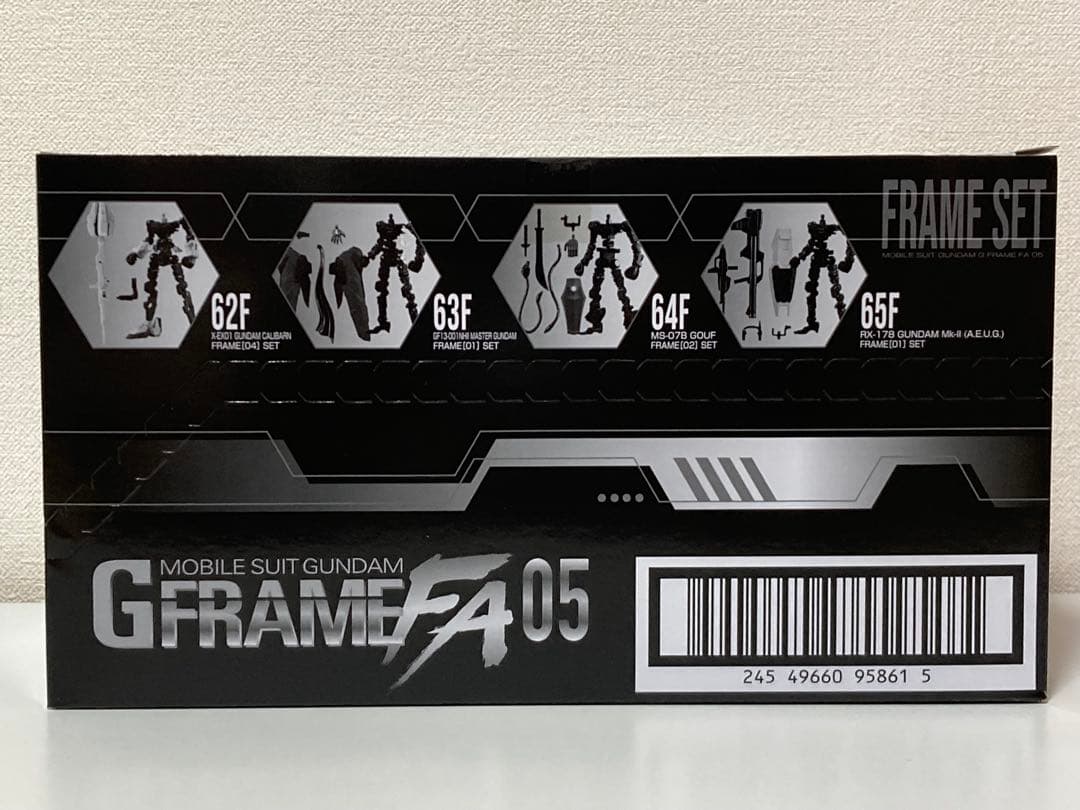 FRAME SET
MOBILE SUIT GUNDAM G FRAME FA 05
62F
X-EX01 GUNDAM CALIBARN
FRAME[04] SET
63F
GF13-001NHII MASTER GUNDAM
FRAME[01] SET
64F
MS-07B GOUF
FRAME[02] SET
65F
RX-178 GUNDAM Mk-II (A.E.U.G.)
FRAME[01] SET
MOBILE SUIT GUNDAM
GFRAMEFA 05
245 49660 95861 5